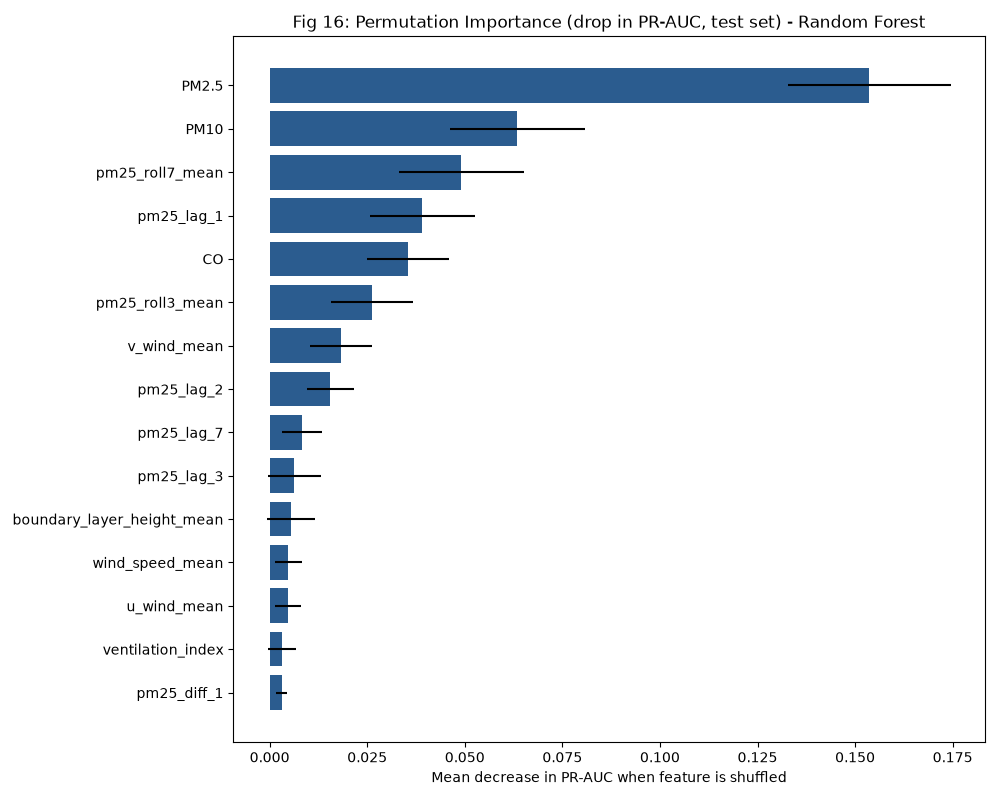 Fig 16: Permutation Importance (drop in PR-AUC, test set) - Random Forest
PM2.5
PM10
pm25_roll7_mean
pm25_lag_1
CO
pm25_roll3_mean
v_wind_mean
pm25_lag_2
pm25_lag_7
pm25_lag_3
boundary_layer_height_mean
wind_speed_mean
u_wind_mean
ventilation_index
pm25_diff_1
0.000 0.025 0.050 0.075 0.100 0.125 0.150 0.175
Mean decrease in PR-AUC when feature is shuffled